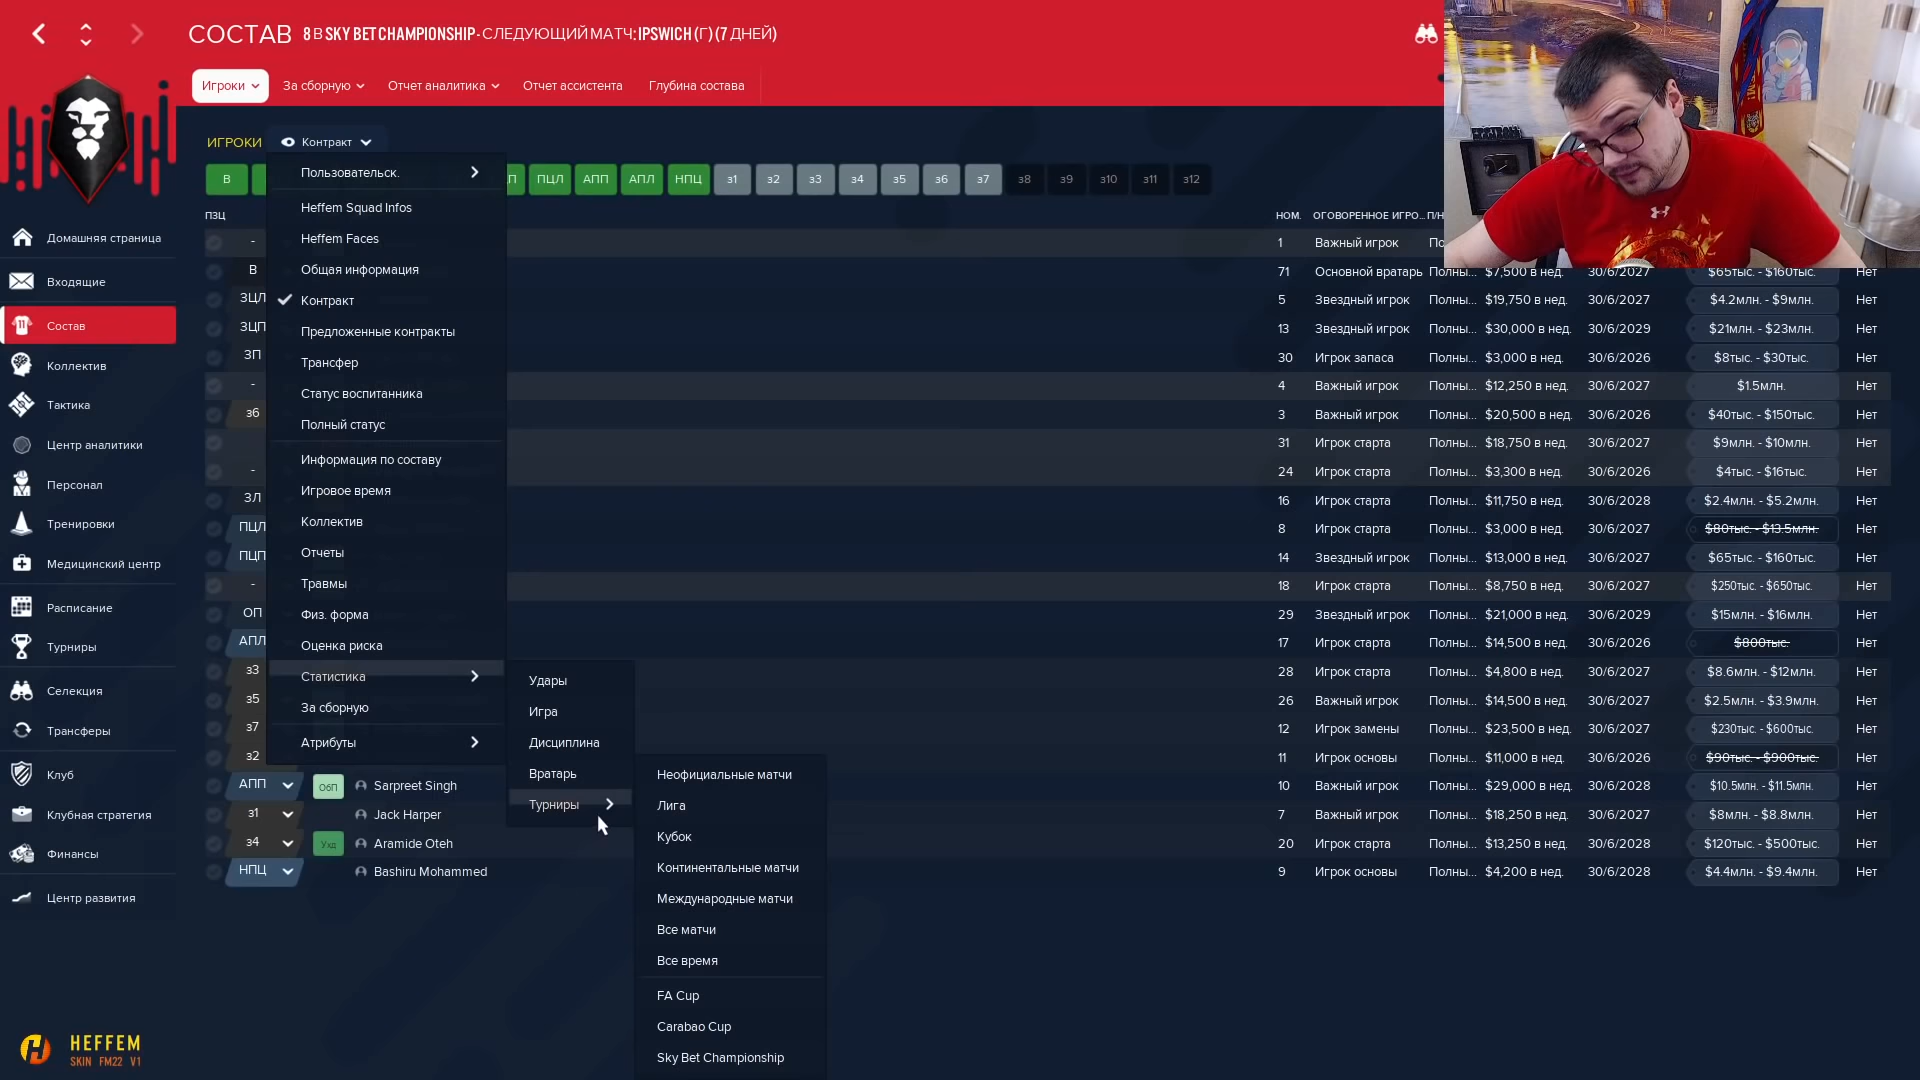 СОСТАВ
8 В SKY BET CHAMPIONSHIP - СЛЕДУЮЩИЙ МАТЧ: IPSWICH (Г) (7 ДНЕЙ)
Игроки За сборную Отчет аналитика Отчет ассистента Глубина состава
ИГРОКИ Контракт
В ПЦЛ АПП АПЛ НПЦ з1 з2 з3 з4 з5 з6 з7 з8 з9 з10 з11 з12
ПЗЦ НОМ. ОГОВОРЕННОЕ ИГРО... П/Н
Домашняя страница
Входящие
Состав
Коллектив
Тактика
Центр аналитики
Персонал
Тренировки
Медицинский центр
Расписание
Турниры
Селекция
Трансферы
Клуб
Клубная стратегия
Финансы
Центр развития
HEFFEM
SKIN FM22 V1
Пользовательск.
Heffem Squad Infos
Heffem Faces
Общая информация
Контракт
Предложенные контракты
Трансфер
Статус воспитанника
Полный статус
Информация по составу
Игровое время
Коллектив
Отчеты
Травмы
Физ. форма
Оценка риска
Статистика
За сборную
Атрибуты
Удары
Игра
Дисциплина
Вратарь
Турниры
Неофициальные матчи
Лига
Кубок
Континентальные матчи
Международные матчи
Все матчи
Все время
FA Cup
Carabao Cup
Sky Bet Championship
- 1 Важный игрок
В 71 Основной вратарь Полны... $7,500 в нед. 30/6/2027 $65тыс. - $160тыс. Нет
ЗЦЛ 5 Звездный игрок Полны... $19,750 в нед. 30/6/2027 $4.2млн. - $9млн. Нет
ЗЦП 13 Звездный игрок Полны... $30,000 в нед. 30/6/2029 $21млн. - $23млн. Нет
ЗП 30 Игрок запаса Полны... $3,000 в нед. 30/6/2026 $8тыс. - $30тыс. Нет
- 4 Важный игрок Полны... $12,250 в нед. 30/6/2027 $1.5млн. Нет
з6 3 Важный игрок Полны... $20,500 в нед. 30/6/2026 $40тыс. - $150тыс. Нет
31 Игрок старта Полны... $18,750 в нед. 30/6/2027 $9млн. - $10млн. Нет
- 24 Игрок старта Полны... $3,300 в нед. 30/6/2026 $4тыс. - $16тыс. Нет
ЗЛ 16 Игрок старта Полны... $11,750 в нед. 30/6/2028 $2.4млн. - $5.2млн. Нет
ПЦЛ 8 Игрок старта Полны... $3,000 в нед. 30/6/2027 $80тыс. - $13.5млн. Нет
ПЦП 14 Звездный игрок Полны... $13,000 в нед. 30/6/2027 $65тыс. - $160тыс. Нет
- 18 Игрок старта Полны... $8,750 в нед. 30/6/2027 $250тыс. - $650тыс. Нет
ОП 29 Звездный игрок Полны... $21,000 в нед. 30/6/2029 $15млн. - $16млн. Нет
АПЛ 17 Игрок старта Полны... $14,500 в нед. 30/6/2026 $800тыс. Нет
з3 28 Игрок старта Полны... $4,800 в нед. 30/6/2027 $8.6млн. - $12млн. Нет
з5 26 Важный игрок Полны... $14,500 в нед. 30/6/2027 $2.5млн. - $3.9млн. Нет
з7 12 Игрок замены Полны... $23,500 в нед. 30/6/2027 $230тыс. - $600тыс. Нет
з2 11 Игрок основы Полны... $11,000 в нед. 30/6/2026 $90тыс. - $900тыс. Нет
АПП ОбП Sarpreet Singh 10 Важный игрок Полны... $29,000 в нед. 30/6/2028 $10.5млн. - $11.5млн. Нет
з1 Jack Harper 7 Важный игрок Полны... $18,250 в нед. 30/6/2027 $8млн. - $8.8млн. Нет
з4 Ухд Aramide Oteh 20 Игрок старта Полны... $13,250 в нед. 30/6/2028 $120тыс. - $500тыс. Нет
НПЦ Bashiru Mohammed 9 Игрок основы Полны... $4,200 в нед. 30/6/2028 $4.4млн. - $9.4млн. Нет